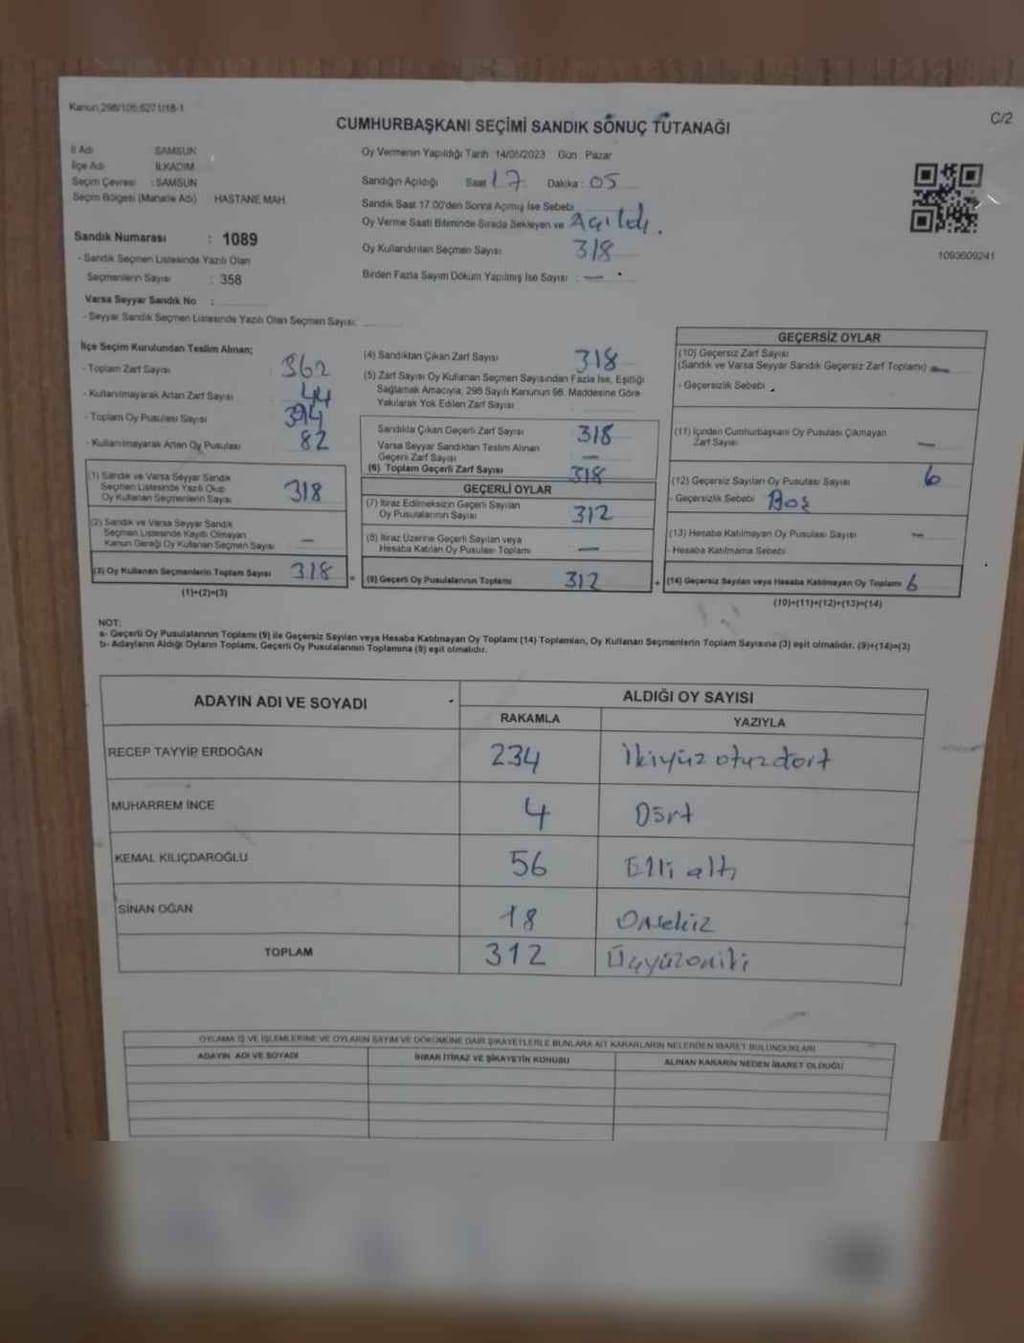 Kanun 298/105;6271/18-1
C/2
CUMHURBAŞKANI SEÇİMİ SANDIK SONUÇ TUTANAĞI
İl Adı SAMSUN
İlçe Adı İLKADIM
Seçim Çevresi : SAMSUN
Seçim Bölgesi (Mahalle Adı) HASTANE MAH.
Oy Vermenin Yapıldığı Tarih 14/05/2023 Gün Pazar
Sandığın Açıldığı Saat 17 Dakika : 05
Sandık Saat 17.00'den Sonra Açılmış İse Sebebi
Oy Verme Saati Bitiminde Sırada Bekleyen ve Açıldı.
Oy Kullandırılan Seçmen Sayısı 318
Birden Fazla Sayım Döküm Yapılmış İse Sayısı : —
1093609241
Sandık Numarası : 1089
- Sandık Seçmen Listesinde Yazılı Olan
Seçmenlerin Sayısı : 358
Varsa Seyyar Sandık No :
- Seyyar Sandık Seçmen Listesinde Yazılı Olan Seçmen Sayısı:
İlçe Seçim Kurulundan Teslim Alınan;
- Toplam Zarf Sayısı 362
- Kullanılmayarak Artan Zarf Sayısı 44
- Toplam Oy Pusulası Sayısı 394
- Kullanılmayarak Artan Oy Pusulası 82
(1) Sandık ve Varsa Seyyar Sandık
Seçmen Listesinde Yazılı Olup
Oy Kullanan Seçmenlerin Sayısı 318
(2) Sandık ve Varsa Seyyar Sandık
Seçmen Listesinde Kayıtlı Olmayan
Kanun Gereği Oy Kullanan Seçmen Sayısı —
(3) Oy Kullanan Seçmenlerin Toplam Sayısı 318
(1)+(2)=(3)
(4) Sandıktan Çıkan Zarf Sayısı 318
(5) Zarf Sayısı Oy Kullanan Seçmen Sayısından Fazla İse, Eşitliği
Sağlamak Amacıyla, 298 Sayılı Kanunun 98. Maddesine Göre
Yakılarak Yok Edilen Zarf Sayısı
Sandıkta Çıkan Geçerli Zarf Sayısı 318
Varsa Seyyar Sandıktan Teslim Alınan
Geçerli Zarf Sayısı —
(6) Toplam Geçerli Zarf Sayısı 318
GEÇERLİ OYLAR
(7) İtiraz Edilmeksizin Geçerli Sayılan
Oy Pusulalarının Sayısı 312
(8) İtiraz Üzerine Geçerli Sayılan veya
Hesaba Katılan Oy Pusulası Toplamı —
(9) Geçerli Oy Pusulalarının Toplamı 312
GEÇERSİZ OYLAR
(10) Geçersiz Zarf Sayısı
(Sandık ve Varsa Seyyar Sandık Geçersiz Zarf Toplamı) —
- Geçersizlik Sebebi
(11) İçinden Cumhurbaşkanı Oy Pusulası Çıkmayan
Zarf Sayısı —
(12) Geçersiz Sayılan Oy Pusulası Sayısı 6
- Geçersizlik Sebebi Boş
(13) Hesaba Katılmayan Oy Pusulası Sayısı —
- Hesaba Katılmama Sebebi
(14) Geçersiz Sayılan veya Hesaba Katılmayan Oy Toplamı 6
(10)+(11)+(12)+(13)=(14)
NOT:
a- Geçerli Oy Pusulalarının Toplamı (9) ile Geçersiz Sayılan veya Hesaba Katılmayan Oy Toplamı (14) Toplamları, Oy Kullanan Seçmenlerin Toplam Sayısına (3) eşit olmalıdır. (9)+(14)=(3)
b- Adayların Aldığı Oyların Toplamı, Geçerli Oy Pusulalarının Toplamına (9) eşit olmalıdır.
ADAYIN ADI VE SOYADI ALDIĞI OY SAYISI
RAKAMLA YAZIYLA
RECEP TAYYİP ERDOĞAN 234 İkiyüz otuzdört
MUHARREM İNCE 4 Dört
KEMAL KILIÇDAROĞLU 56 Elli altı
SİNAN OĞAN 18 Onsekiz
TOPLAM 312 Üçyüzoniki
OYLAMA İŞ VE İŞLEMLERİNE VE OYLARIN SAYIM VE DÖKÜMÜNE DAİR ŞİKAYETLERLE BUNLARA AİT KARARLARIN NELERDEN İBARET BULUNDUKLARI
ADAYIN ADI VE SOYADI İHBAR İTİRAZ VE ŞİKAYETİN KONUSU ALINAN KARARIN NEDEN İBARET OLDUĞU